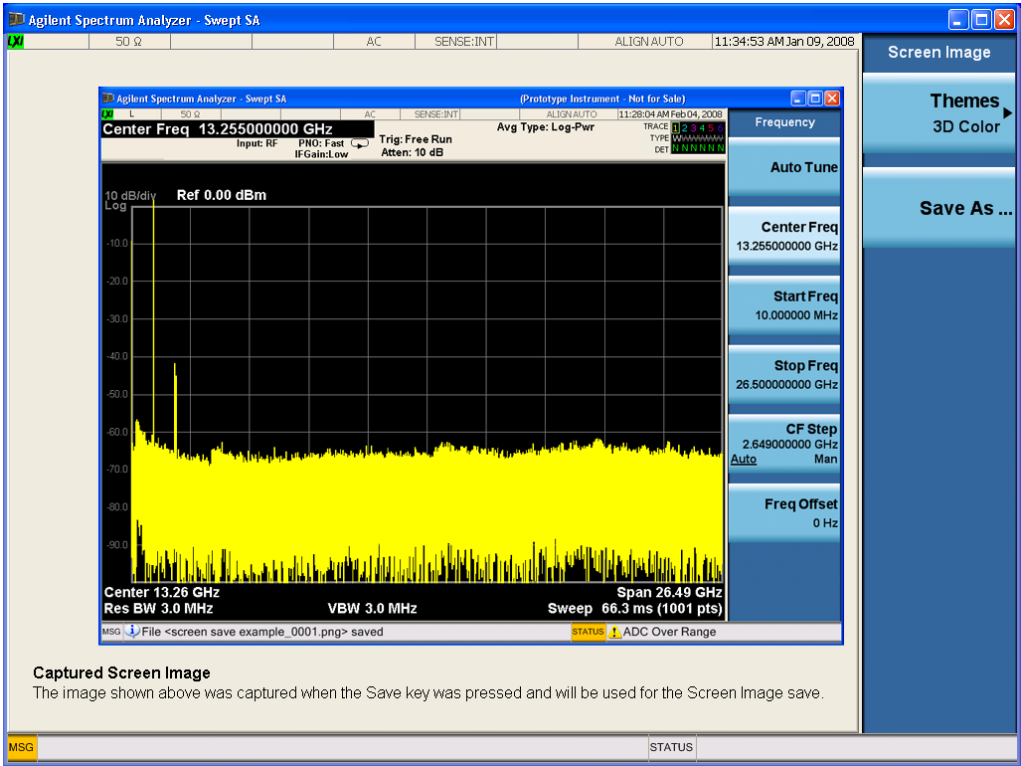 Agilent Spectrum Analyzer - Swept SA
LXI 50 Ω AC SENSE:INT ALIGN AUTO 11:34:53 AM Jan 09, 2008
Screen Image
Themes
3D Color
Save As ...
Agilent Spectrum Analyzer - Swept SA (Prototype Instrument - Not for Sale)
LXI L 50 Ω AC SENSE:INT ALIGN AUTO 11:28:04 AM Feb 04, 2008
Center Freq 13.255000000 GHz
Input: RF
PNO: Fast
IFGain:Low
Trig: Free Run
Atten: 10 dB
Avg Type: Log-Pwr
TRACE 1 2 3 4 5 6
TYPE WWWWWW
DET N N N N N N
10 dB/div Ref 0.00 dBm
Log
-10.0
-20.0
-30.0
-40.0
-50.0
-60.0
-70.0
-80.0
-90.0
Center 13.26 GHz Span 26.49 GHz
Res BW 3.0 MHz VBW 3.0 MHz Sweep 66.3 ms (1001 pts)
MSG File <screen save example_0001.png> saved STATUS ADC Over Range
Frequency
Auto Tune
Center Freq
13.255000000 GHz
Start Freq
10.000000 MHz
Stop Freq
26.500000000 GHz
CF Step
2.649000000 GHz
Auto Man
Freq Offset
0 Hz
Captured Screen Image
The image shown above was captured when the Save key was pressed and will be used for the Screen Image save.
MSG STATUS